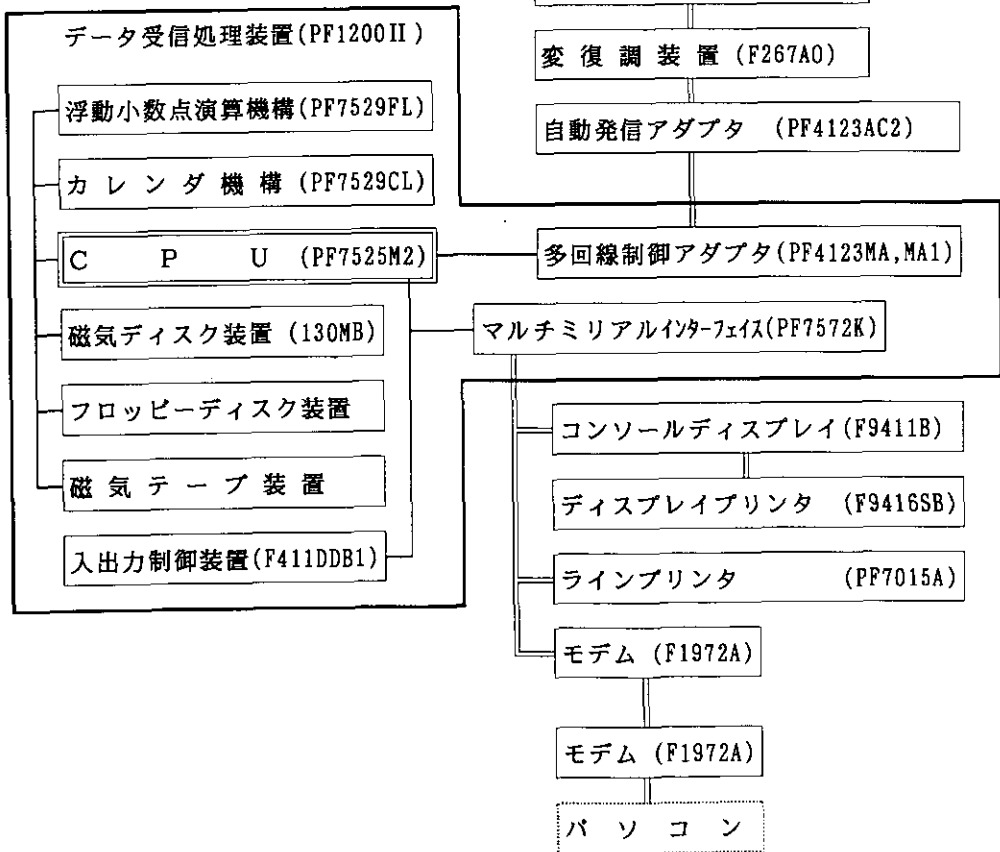 データ受信処理装置(PF1200Ⅱ)
浮動小数点演算機構(PF7529FL)
カレンダ機構(PF7529CL)
CPU(PF7525M2)
磁気ディスク装置(130MB)
フロッピーディスク装置
磁気テープ装置
入出力制御装置(F411DDB1)
変復調装置(F267A0)
自動発信アダプタ (PF4123AC2)
多回線制御アダプタ(PF4123MA,MA1)
マルチミリアルインターフェイス(PF7572K)
コンソールディスプレイ(F9411B)
ディスプレイプリンタ (F9416SB)
ラインプリンタ (PF7015A)
モデム(F1972A)
モデム(F1972A)
パソコン